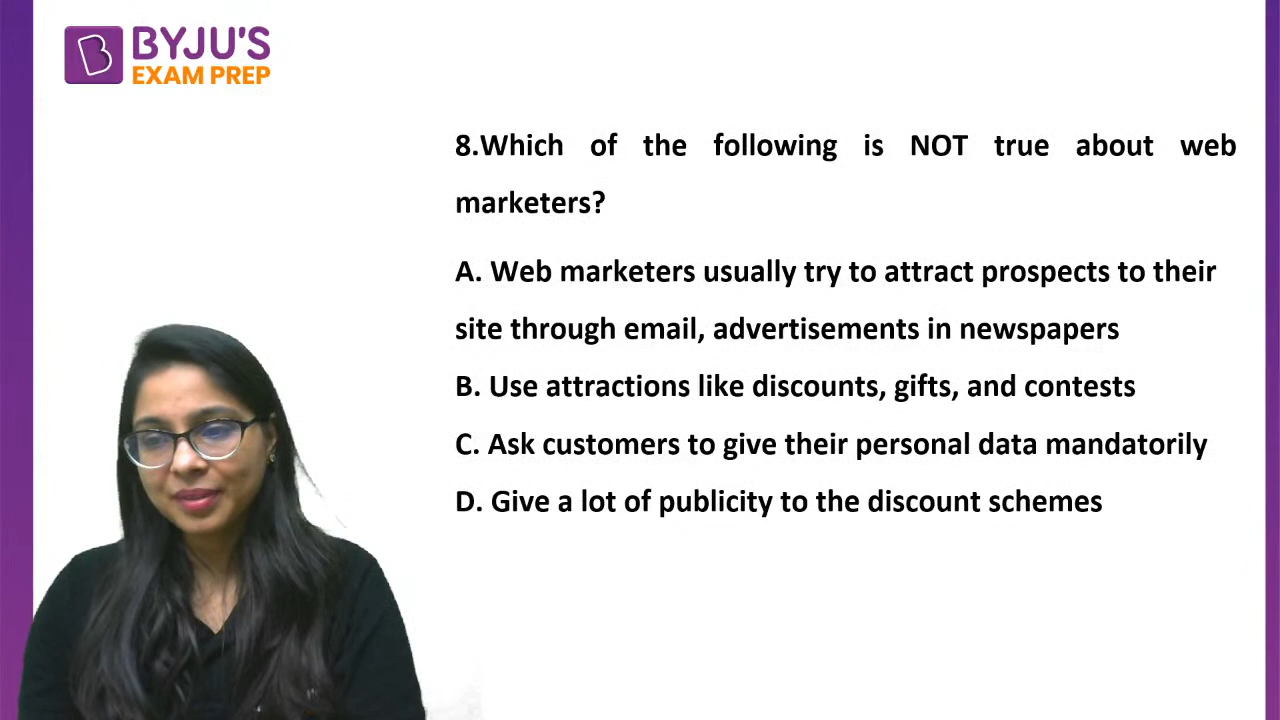 BYJU'S
EXAM PREP
8.Which of the following is NOT true about web
marketers?
A. Web marketers usually try to attract prospects to their
site through email, advertisements in newspapers
B. Use attractions like discounts, gifts, and contests
C. Ask customers to give their personal data mandatorily
D. Give a lot of publicity to the discount schemes